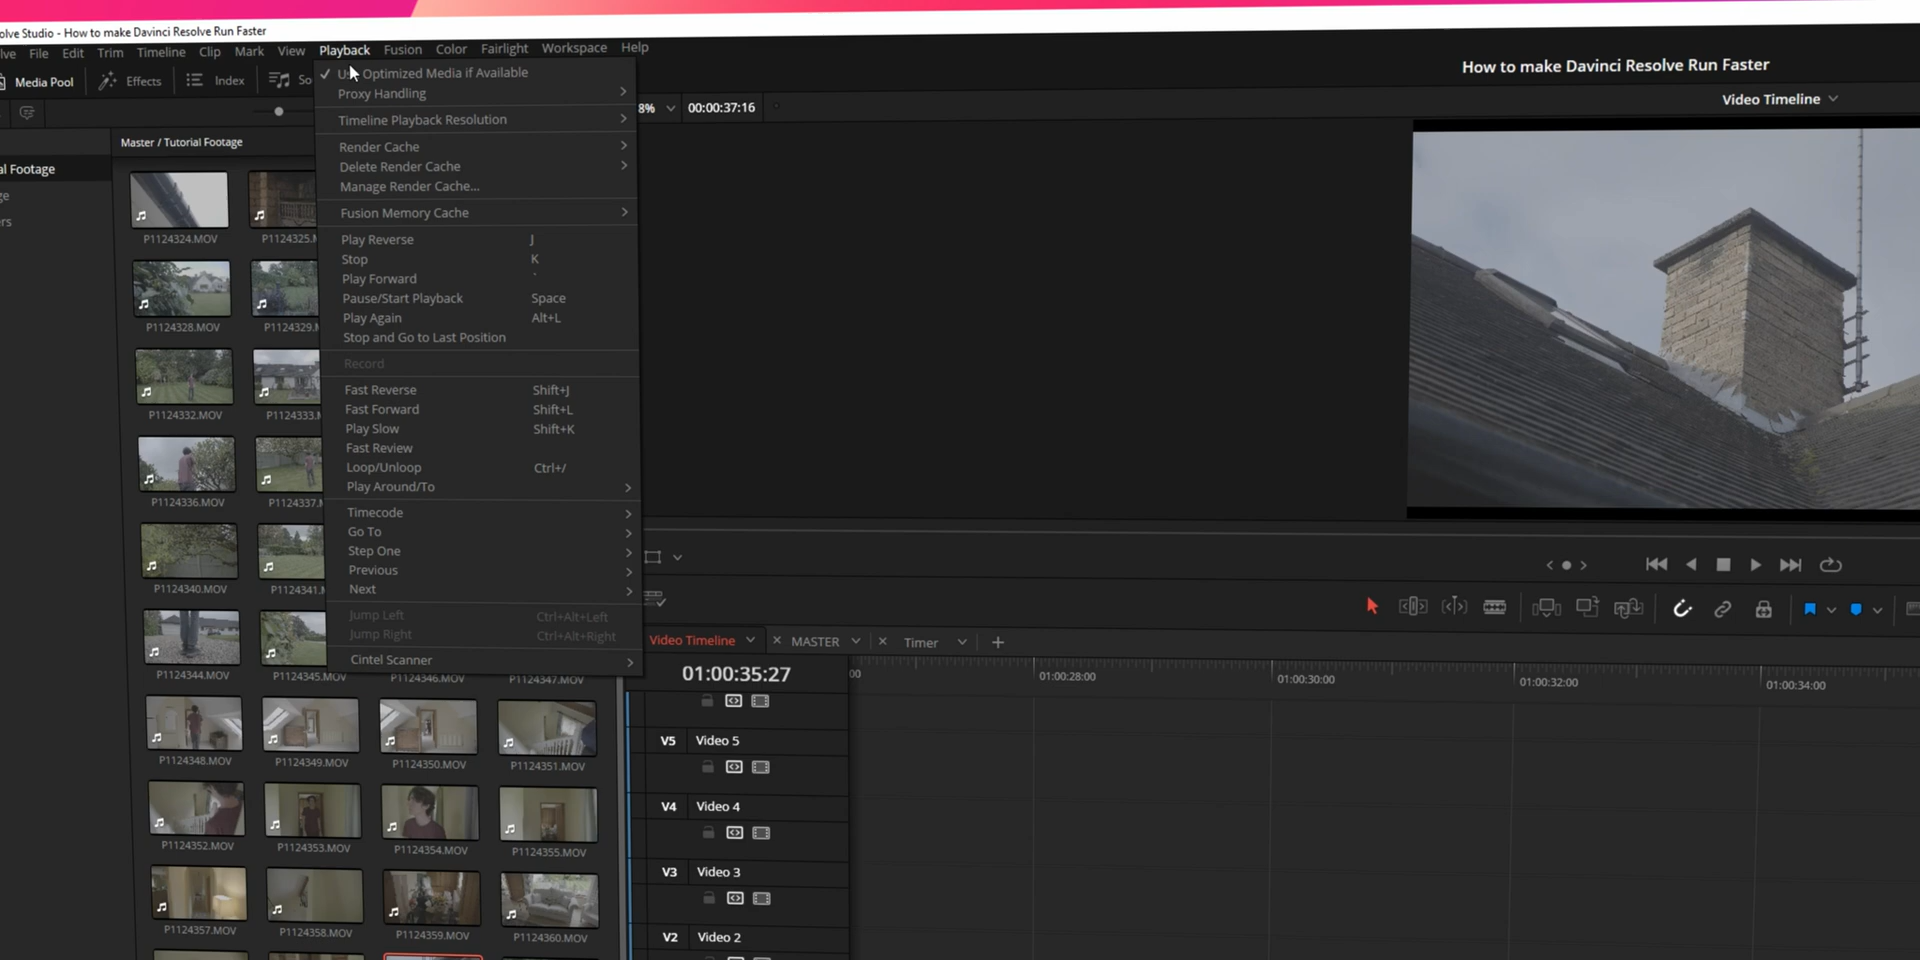 olve Studio - How to make Davinci Resolve Run Faster
lve File Edit Trim Timeline Clip Mark View Playback Fusion Color Fairlight Workspace Help
Media Pool Effects Index So
How to make Davinci Resolve Run Faster
8% 00:00:37:16
Video Timeline
Master / Tutorial Footage
al Footage
ge
ers
Optimized Media if Available
Proxy Handling
Timeline Playback Resolution
Render Cache
Delete Render Cache
Manage Render Cache...
Fusion Memory Cache
Play Reverse J
Stop K
Play Forward `
Pause/Start Playback Space
Play Again Alt+L
Stop and Go to Last Position
Record
Fast Reverse Shift+J
Fast Forward Shift+L
Play Slow Shift+K
Fast Review
Loop/Unloop Ctrl+/
Play Around/To
Timecode
Go To
Step One
Previous
Next
Jump Left Ctrl+Alt+Left
Jump Right Ctrl+Alt+Right
Cintel Scanner
P1124324.MOV P1124325.
P1124328.MOV P1124329.
P1124332.MOV P1124333.
P1124336.MOV P1124337.
P1124340.MOV P1124341.
P1124344.MOV P1124345.MOV P1124346.MOV P1124347.MOV
P1124348.MOV P1124349.MOV P1124350.MOV P1124351.MOV
P1124352.MOV P1124353.MOV P1124354.MOV P1124355.MOV
P1124357.MOV P1124358.MOV P1124359.MOV P1124360.MOV
Video Timeline MASTER Timer
01:00:35:27
00 01:00:28:00 01:00:30:00 01:00:32:00 01:00:34:00
V5 Video 5
V4 Video 4
V3 Video 3
V2 Video 2